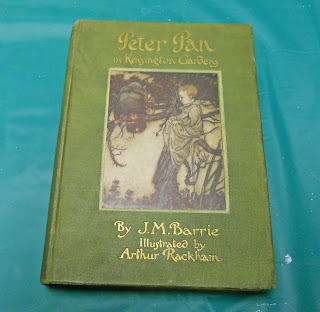 Peter Pan
in Kensington Gardens
By J.M. Barrie
Illustrated by
Arthur Rackham